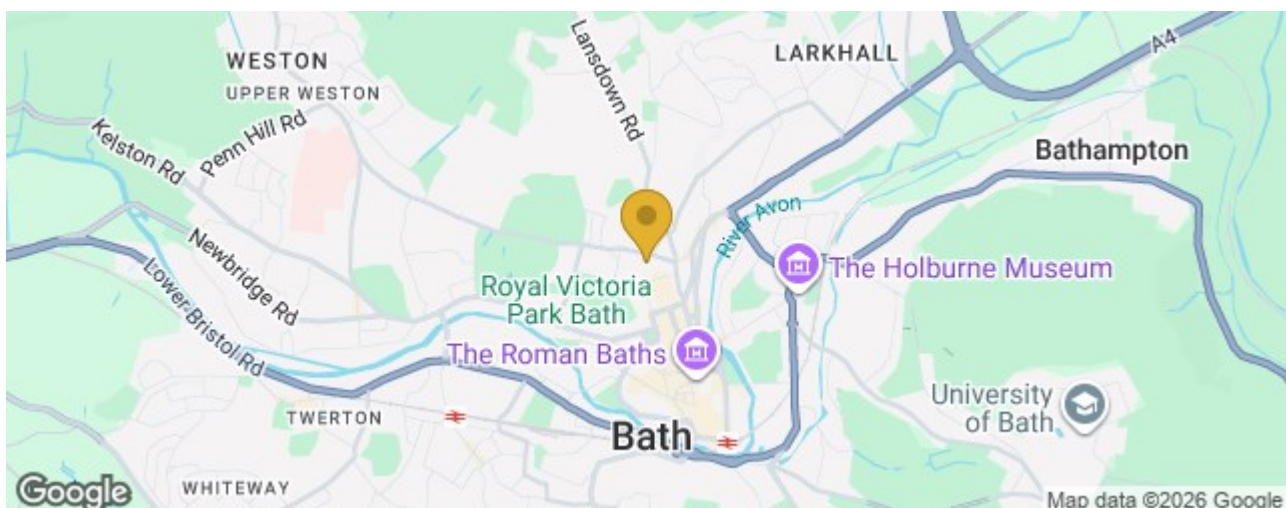 WESTON
UPPER WESTON
Lansdown Rd
LARKHALL
A4
Kelston Rd
Penn Hill Rd
Bathampton
River Avon
Newbridge Rd
Lower Bristol Rd
Royal Victoria
Park Bath
The Holburne Museum
The Roman Baths
University
of Bath
TWERTON
Bath
WHITEWAY
Google
Map data ©2026 Google